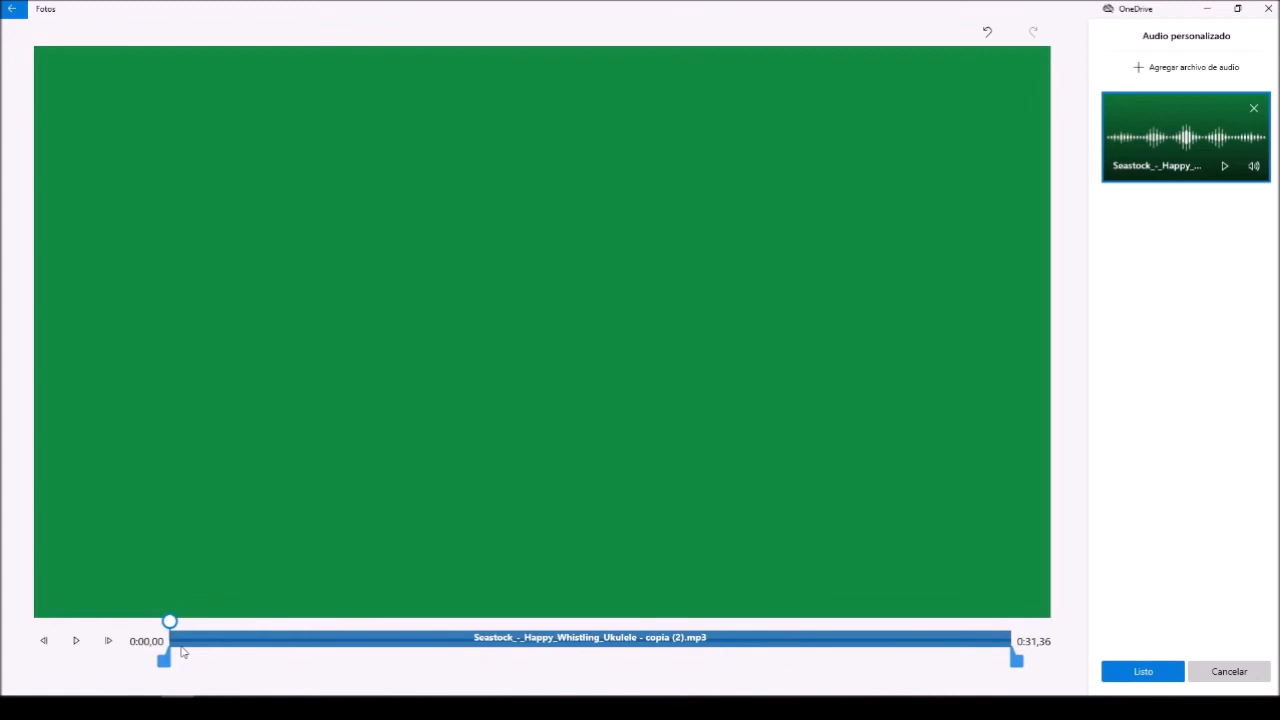 Fotos
OneDrive
Audio personalizado
Agregar archivo de audio
Seastock_-_Happy_...
0:00,00
Seastock_-_Happy_Whistling_Ukulele - copia (2).mp3
0:31,36
Listo
Cancelar